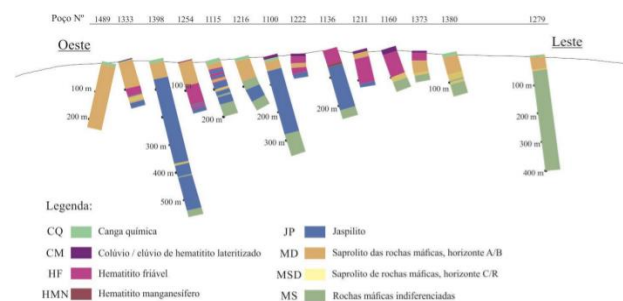 Poço Nº 1489 1333 1398 1254 1115 1216 1100 1222 1136 1211 1160 1373 1380 1279
Oeste Leste
100 m
200 m
300 m
400 m
500 m
100 m
200 m
300 m
200 m
100 m
100 m
200 m
300 m
400 m
Legenda:
CQ Canga química
CM Colúvio / elúvio de hematitito lateritizado
HF Hematitito friável
HMN Hematitito manganesífero
JP Jaspilito
MD Saprolito das rochas máficas, horizonte A/B
MSD Saprolito de rochas máficas, horizonte C/R
MS Rochas máficas indiferenciadas